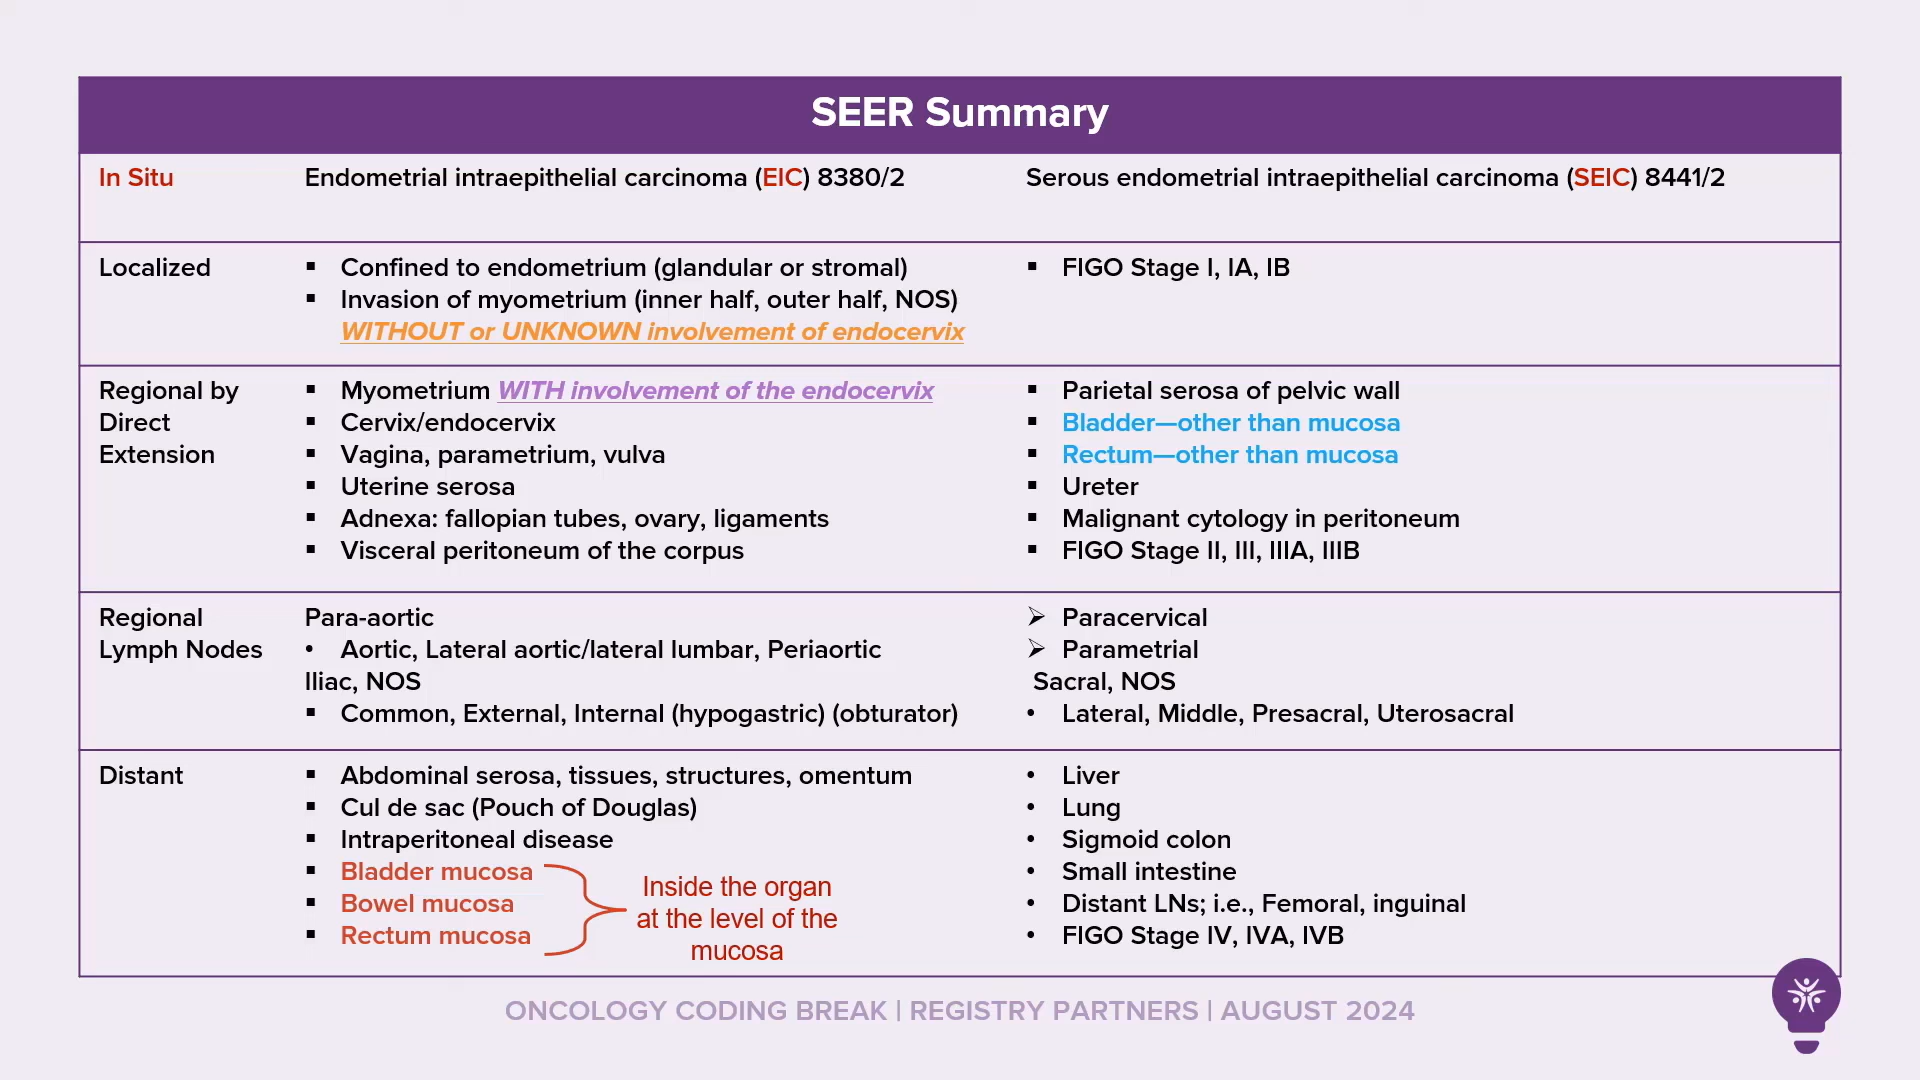 SEER Summary
In Situ
Endometrial intraepithelial carcinoma (EIC) 8380/2
Serous endometrial intraepithelial carcinoma (SEIC) 8441/2
Localized
▪ Confined to endometrium (glandular or stromal)
▪ Invasion of myometrium (inner half, outer half, NOS)
WITHOUT or UNKNOWN involvement of endocervix
▪ FIGO Stage I, IA, IB
Regional by
Direct
Extension
▪ Myometrium WITH involvement of the endocervix
▪ Cervix/endocervix
▪ Vagina, parametrium, vulva
▪ Uterine serosa
▪ Adnexa: fallopian tubes, ovary, ligaments
▪ Visceral peritoneum of the corpus
▪ Parietal serosa of pelvic wall
▪ Bladder—other than mucosa
▪ Rectum—other than mucosa
▪ Ureter
▪ Malignant cytology in peritoneum
▪ FIGO Stage II, III, IIIA, IIIB
Regional
Lymph Nodes
Para-aortic
• Aortic, Lateral aortic/lateral lumbar, Periaortic
Iliac, NOS
▪ Common, External, Internal (hypogastric) (obturator)
➢ Paracervical
➢ Parametrial
Sacral, NOS
• Lateral, Middle, Presacral, Uterosacral
Distant
▪ Abdominal serosa, tissues, structures, omentum
▪ Cul de sac (Pouch of Douglas)
▪ Intraperitoneal disease
▪ Bladder mucosa
▪ Bowel mucosa
▪ Rectum mucosa
Inside the organ
at the level of the
mucosa
• Liver
• Lung
• Sigmoid colon
• Small intestine
• Distant LNs; i.e., Femoral, inguinal
• FIGO Stage IV, IVA, IVB
ONCOLOGY CODING BREAK | REGISTRY PARTNERS | AUGUST 2024